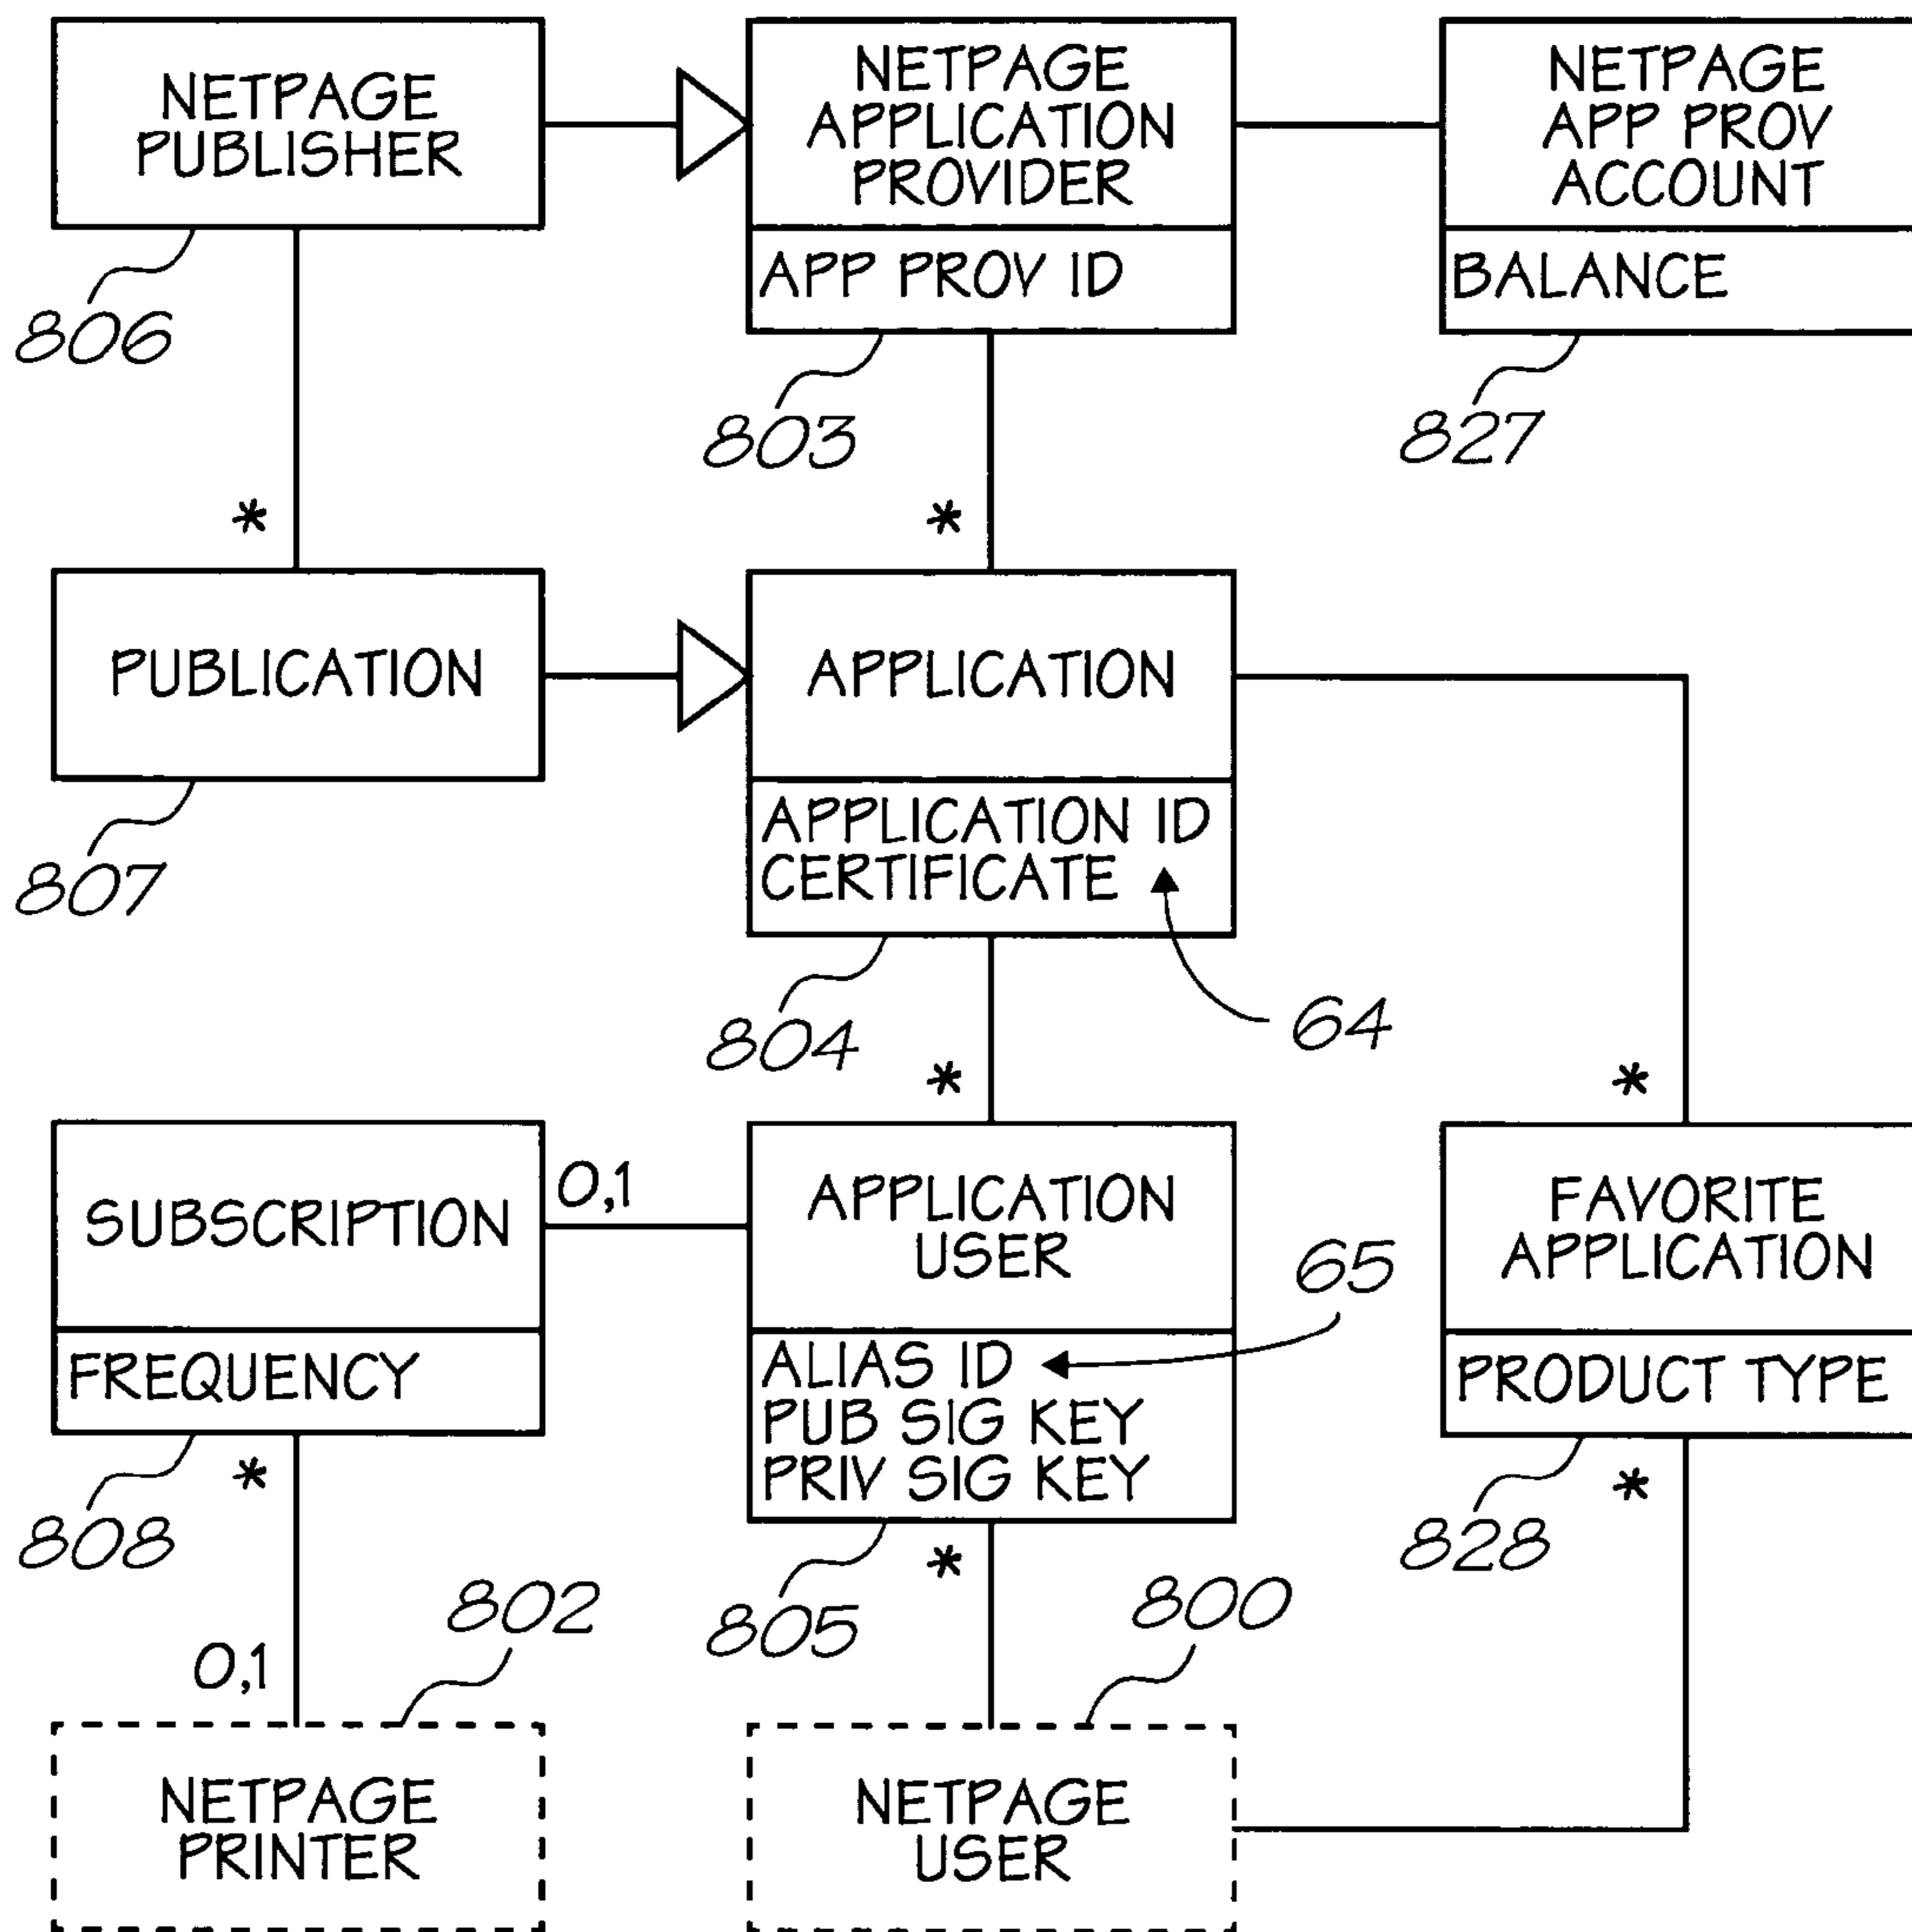 NETPAGE
PUBLISHER
806
NETPAGE
APPLICATION
PROVIDER
APP PROV ID
803
NETPAGE
APP PROV
ACCOUNT
BALANCE
827
*
*
PUBLICATION
807
APPLICATION
APPLICATION ID
CERTIFICATE
804
64
*
*
SUBSCRIPTION
FREQUENCY
808
0,1
APPLICATION
USER
ALIAS ID
PUB SIG KEY
PRIV SIG KEY
805
65
FAVORITE
APPLICATION
PRODUCT TYPE
828
*
*
*
0,1
802
800
NETPAGE
PRINTER
NETPAGE
USER